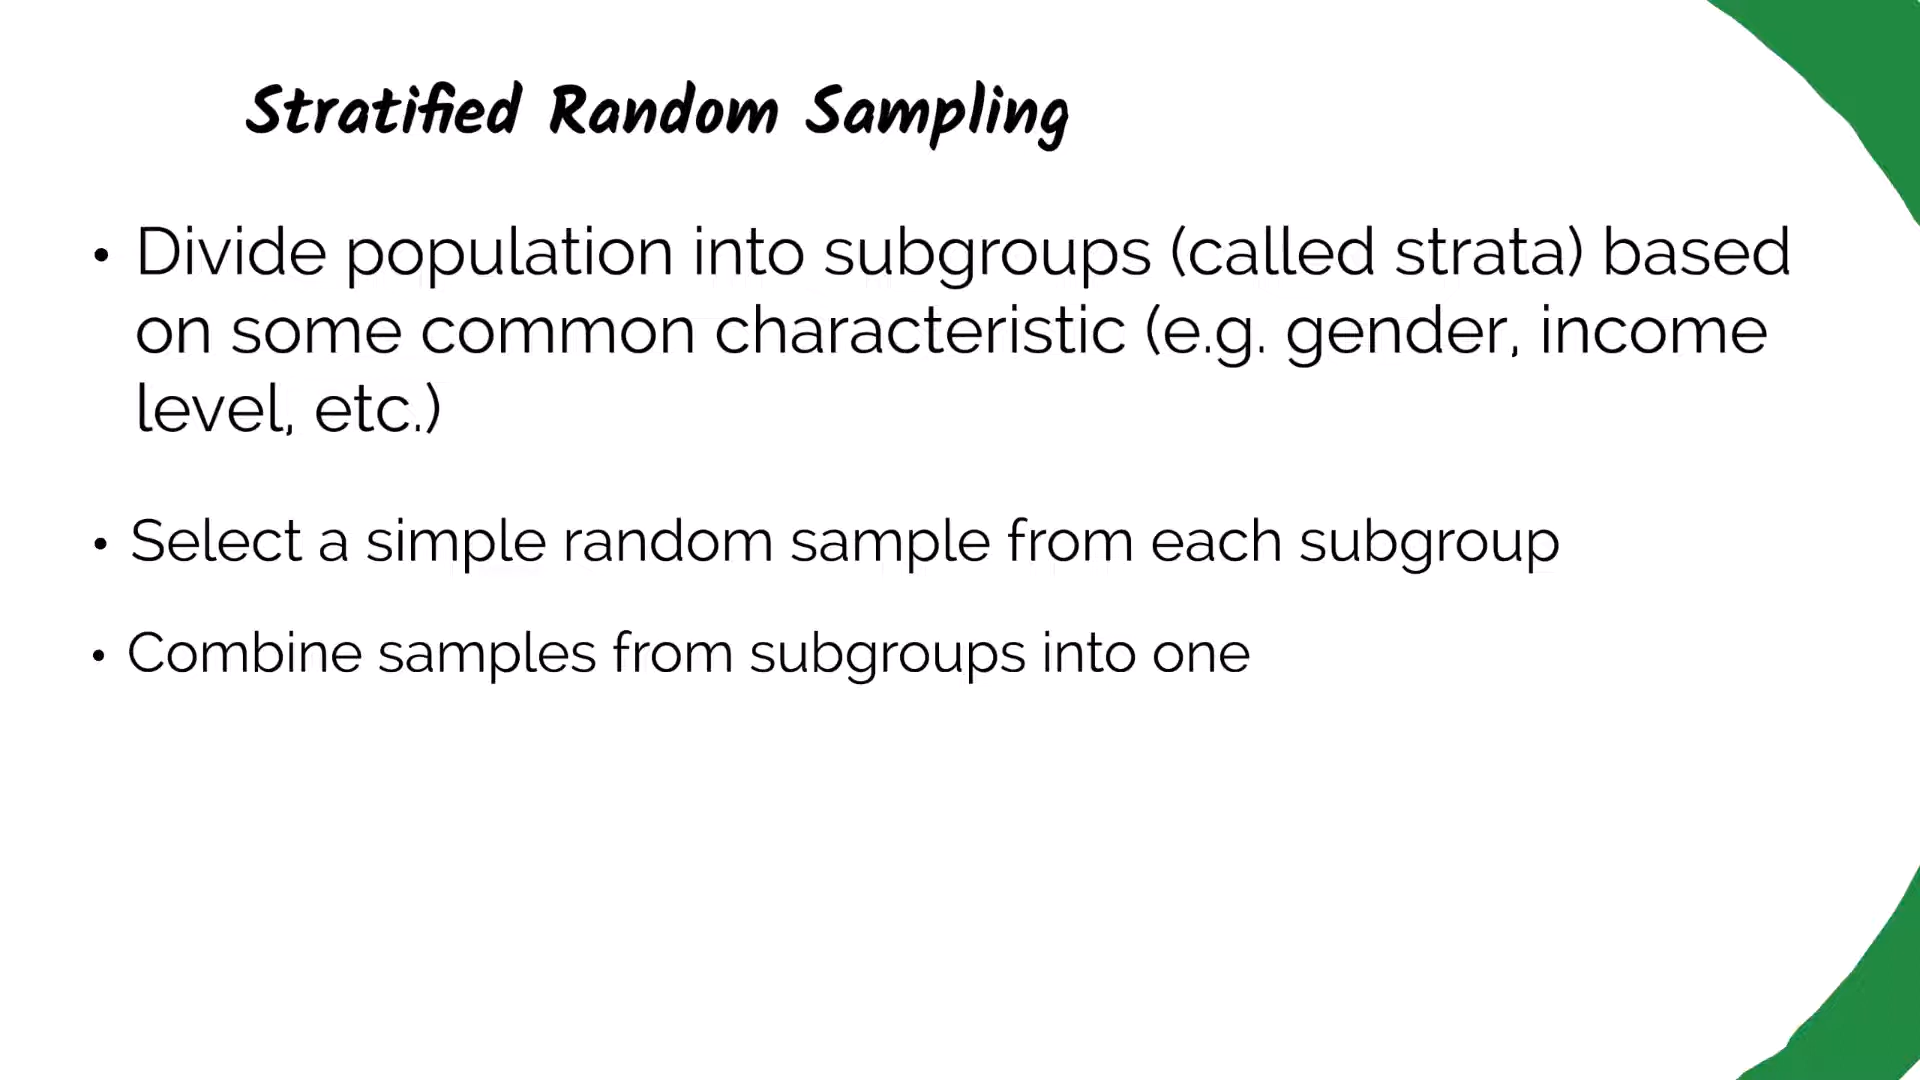 Stratified Random Sampling
• Divide population into subgroups (called strata) based
on some common characteristic (e.g. gender, income
level, etc.)
• Select a simple random sample from each subgroup
• Combine samples from subgroups into one